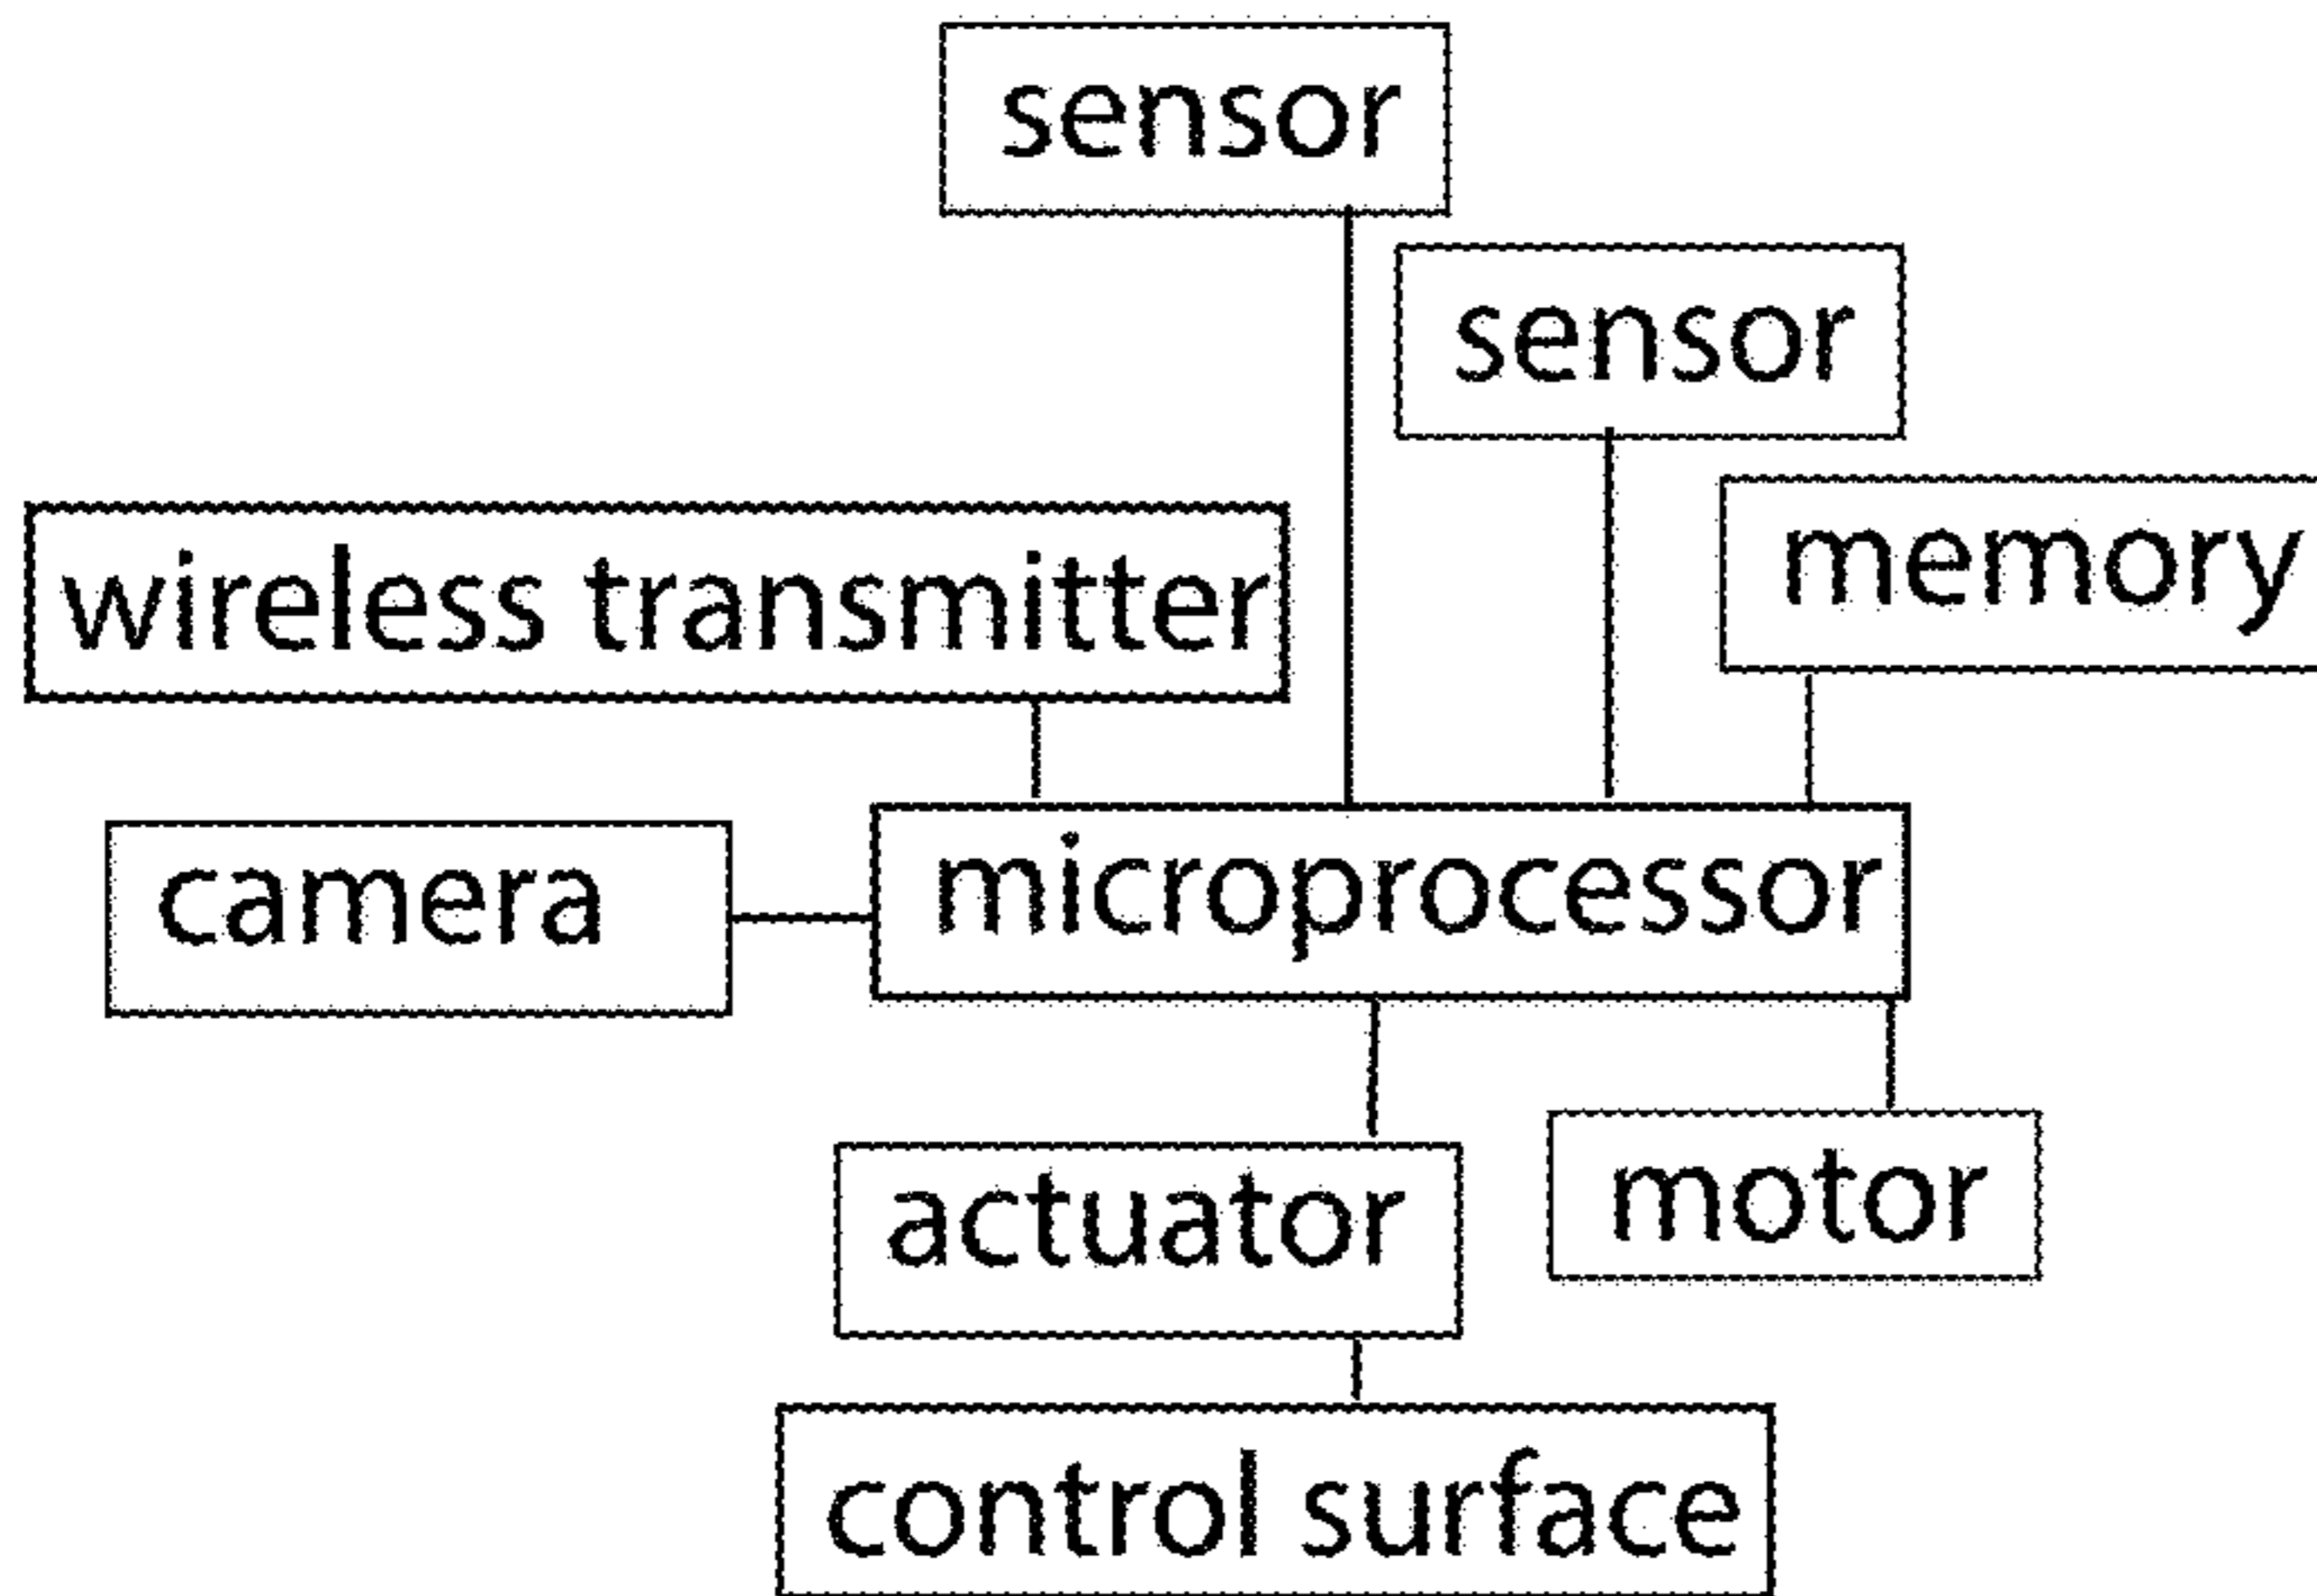 sensor
sensor
memory
wireless transmitter
camera
microprocessor
actuator
motor
control surface